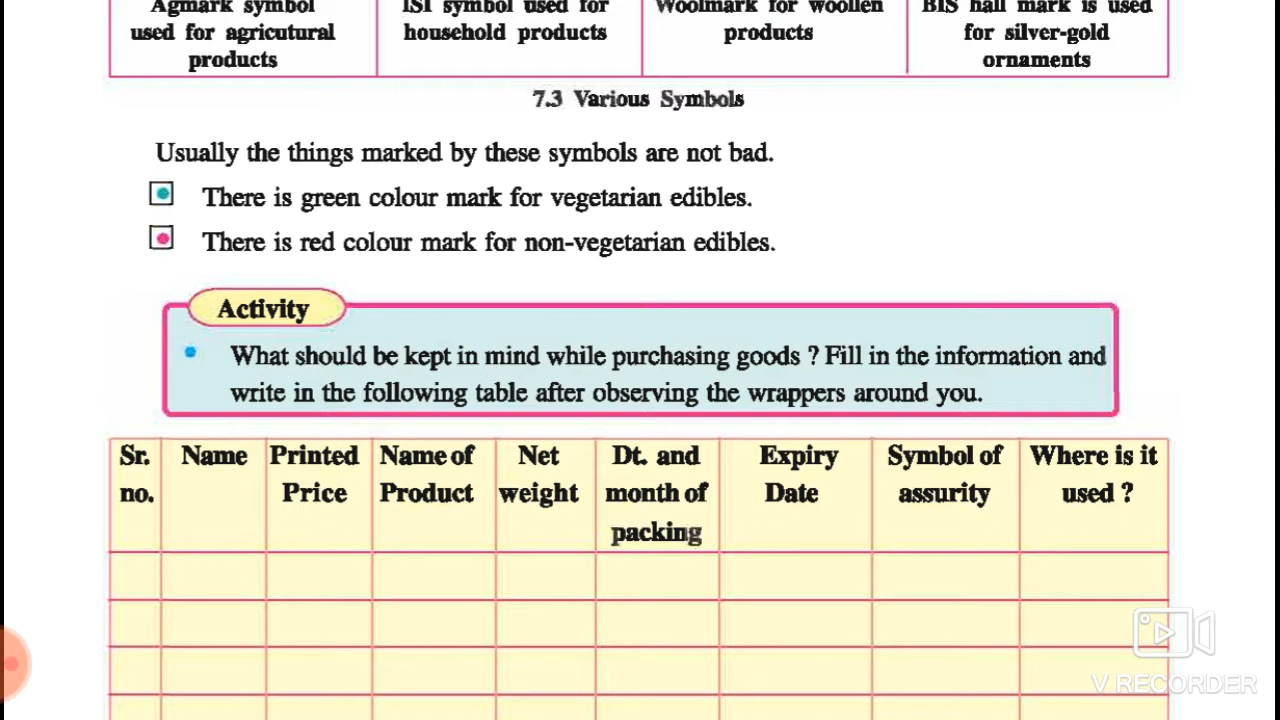 Agmark symbol
used for agricutural
products
ISI symbol used for
household products
Woolmark for woollen
products
BIS hall mark is used
for silver-gold
ornaments
7.3 Various Symbols
Usually the things marked by these symbols are not bad.
There is green colour mark for vegetarian edibles.
There is red colour mark for non-vegetarian edibles.
Activity
• What should be kept in mind while purchasing goods ? Fill in the information and
write in the following table after observing the wrappers around you.
Sr.
no.
Name
Printed
Price
Name of
Product
Net
weight
Dt. and
month of
packing
Expiry
Date
Symbol of
assurity
Where is it
used ?
V RECORDER